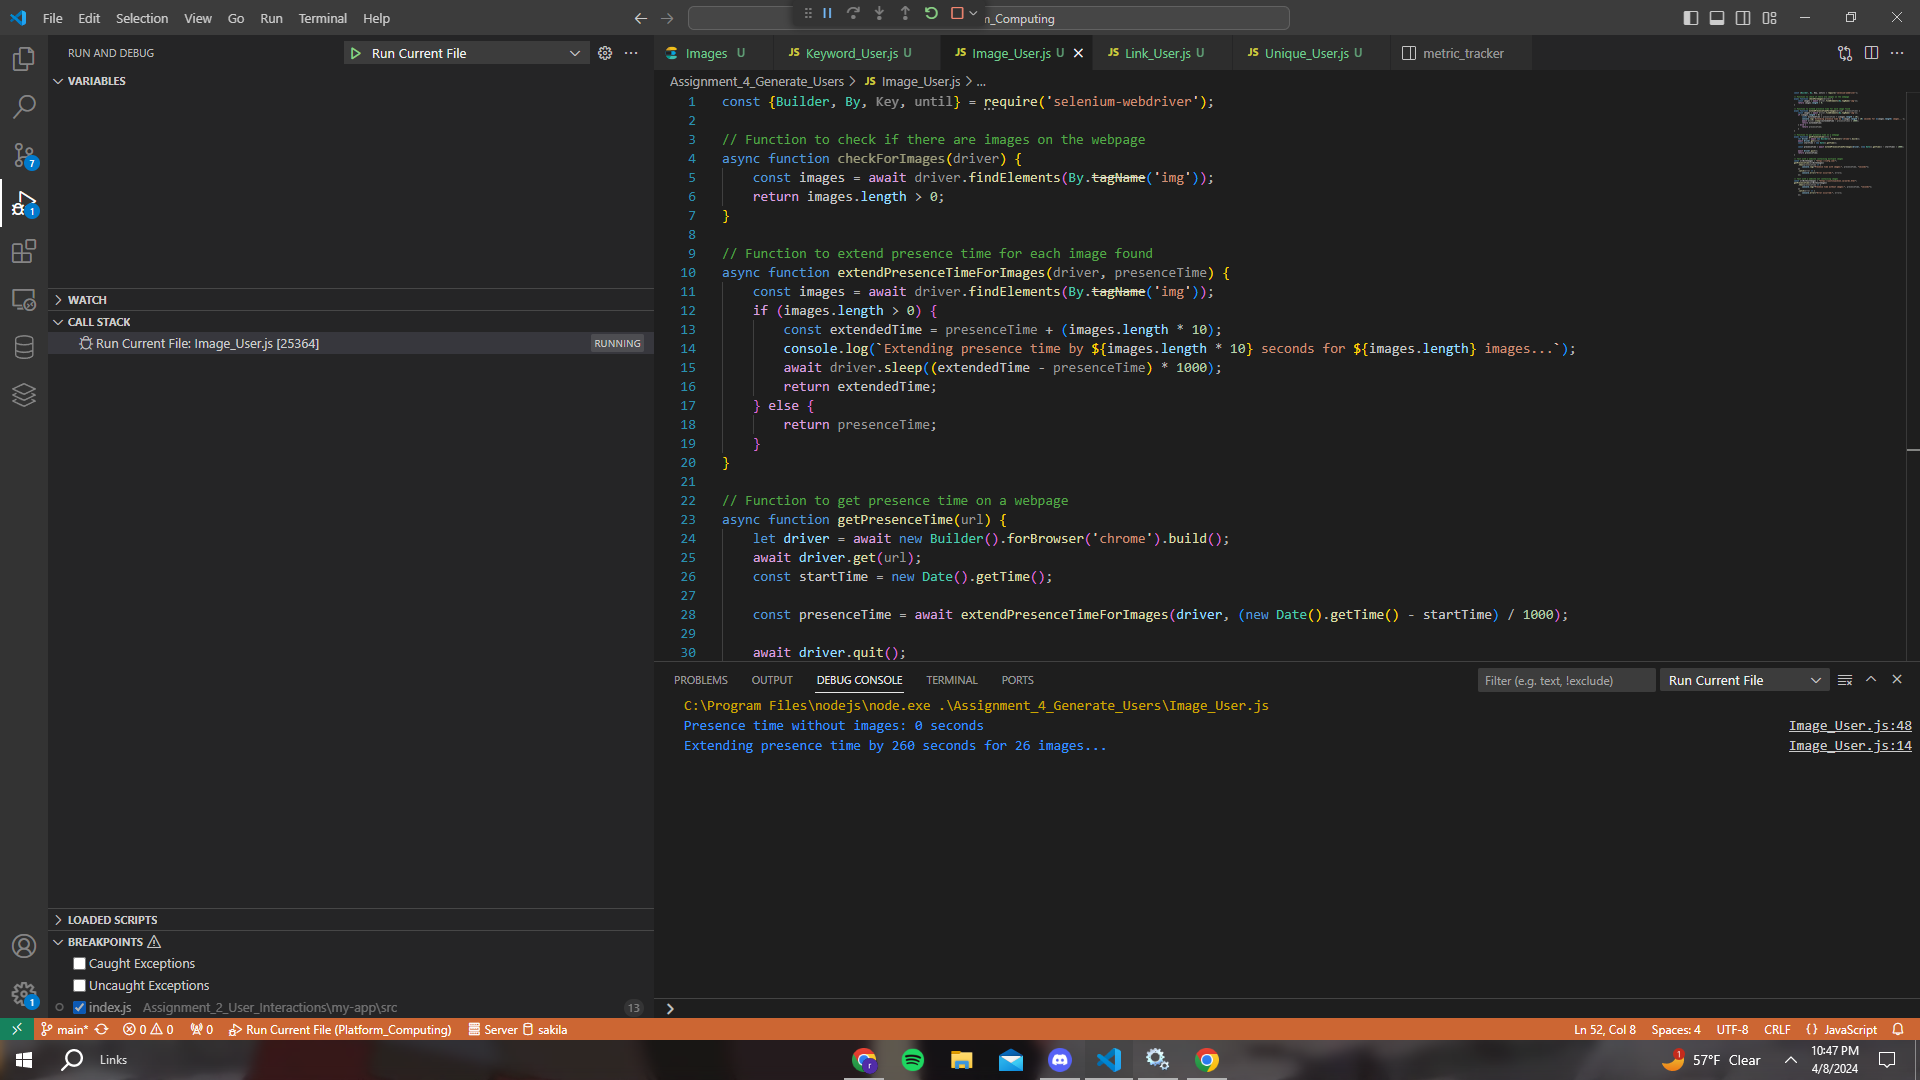 File Edit Selection View Go Run Terminal Help
m_Computing
RUN AND DEBUG
Run Current File
Images U
JS Keyword_User.js U
JS Image_User.js U
JS Link_User.js U
JS Unique_User.js U
metric_tracker
VARIABLES
WATCH
CALL STACK
Run Current File: Image_User.js [25364]
RUNNING
LOADED SCRIPTS
BREAKPOINTS
Caught Exceptions
Uncaught Exceptions
index.js Assignment_2_User_Interactions\my-app\src
13
7
1
1
Assignment_4_Generate_Users > JS Image_User.js > ...
1 const {Builder, By, Key, until} = require('selenium-webdriver');
2
3 // Function to check if there are images on the webpage
4 async function checkForImages(driver) {
5 const images = await driver.findElements(By.tagName('img'));
6 return images.length > 0;
7 }
8
9 // Function to extend presence time for each image found
10 async function extendPresenceTimeForImages(driver, presenceTime) {
11 const images = await driver.findElements(By.tagName('img'));
12 if (images.length > 0) {
13 const extendedTime = presenceTime + (images.length * 10);
14 console.log(`Extending presence time by ${images.length * 10} seconds for ${images.length} images...`);
15 await driver.sleep((extendedTime - presenceTime) * 1000);
16 return extendedTime;
17 } else {
18 return presenceTime;
19 }
20 }
21
22 // Function to get presence time on a webpage
23 async function getPresenceTime(url) {
24 let driver = await new Builder().forBrowser('chrome').build();
25 await driver.get(url);
26 const startTime = new Date().getTime();
27
28 const presenceTime = await extendPresenceTimeForImages(driver, (new Date().getTime() - startTime) / 1000);
29
30 await driver.quit();
PROBLEMS OUTPUT DEBUG CONSOLE TERMINAL PORTS
Filter (e.g. text, !exclude)
Run Current File
C:\Program Files\nodejs\node.exe .\Assignment_4_Generate_Users\Image_User.js
Presence time without images: 0 seconds
Image_User.js:48
Extending presence time by 260 seconds for 26 images...
Image_User.js:14
main* 0 0 0 Run Current File (Platform_Computing) Server sakila
Ln 52, Col 8 Spaces: 4 UTF-8 CRLF {} JavaScript
Links
r
1
57°F Clear
10:47 PM
4/8/2024